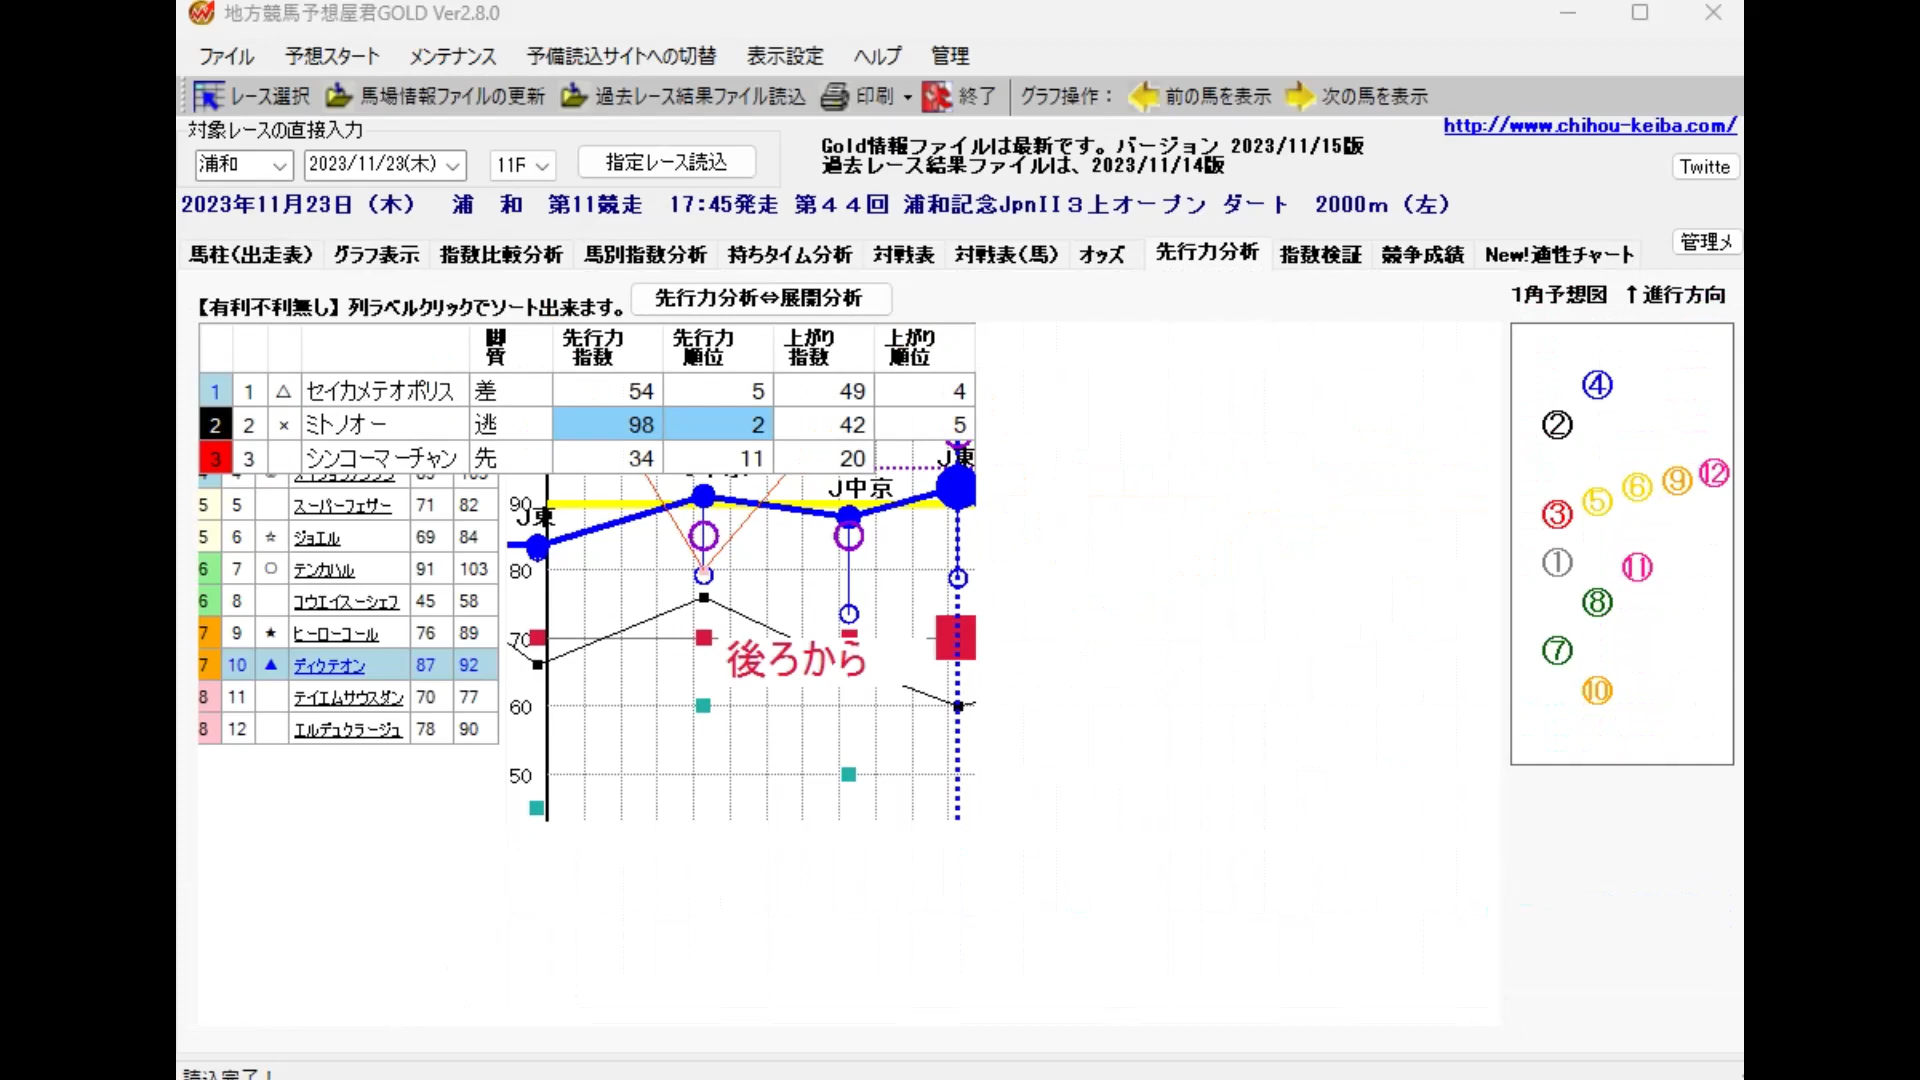 地方競馬予想屋君GOLD Ver2.8.0
ファイル 予想スタート メンテナンス 予備読込サイトへの切替 表示設定 ヘルプ 管理
レース選択 馬場情報ファイルの更新 過去レース結果ファイル読込 印刷 終了 グラフ操作： 前の馬を表示 次の馬を表示
対象レースの直接入力
http://www.chihou-keiba.com/
浦和 2023/11/23(木) 11F 指定レース読込
Gold情報ファイルは最新です。バージョン 2023/11/15版
過去レース結果ファイルは、2023/11/14版
Twitte
2023年11月23日（木） 浦 和 第11競走 17:45発走 第４４回 浦和記念JpnII３上オープン ダート 2000m（左）
管理メ
馬柱(出走表) グラフ表示 指数比較分析 馬別指数分析 持ちタイム分析 対戦表 対戦表(馬) オッズ 先行力分析 指数検証 競争成績 New!適性チャート
【有利不利無し】列ラベルクリックでソート出来ます。 先行力分析⇔展開分析
1角予想図 ↑進行方向
脚質 先行力指数 先行力順位 上がり指数 上がり順位
1 1 △ セイカメテオポリス 差 54 5 49 4
2 2 × ミトノオー 逃 98 2 42 5
3 3 シンコーマーチャン 先 34 11 20
5 5 スーパーフェザー 71 82
5 6 ☆ ジョエル 69 84
6 7 ○ テンカハル 91 103
6 8 コウエイスーシェフ 45 58
7 9 ★ ヒーローコール 76 89
7 10 ▲ ディクテオン 87 92
8 11 テイエムサウスダン 70 77
8 12 エルデュクラージュ 78 90
J東
J中京
J東
90
80
70
60
50
後ろから
④
②
⑫
⑨
⑥
⑤
③
①
⑪
⑧
⑦
⑩
読込完了！